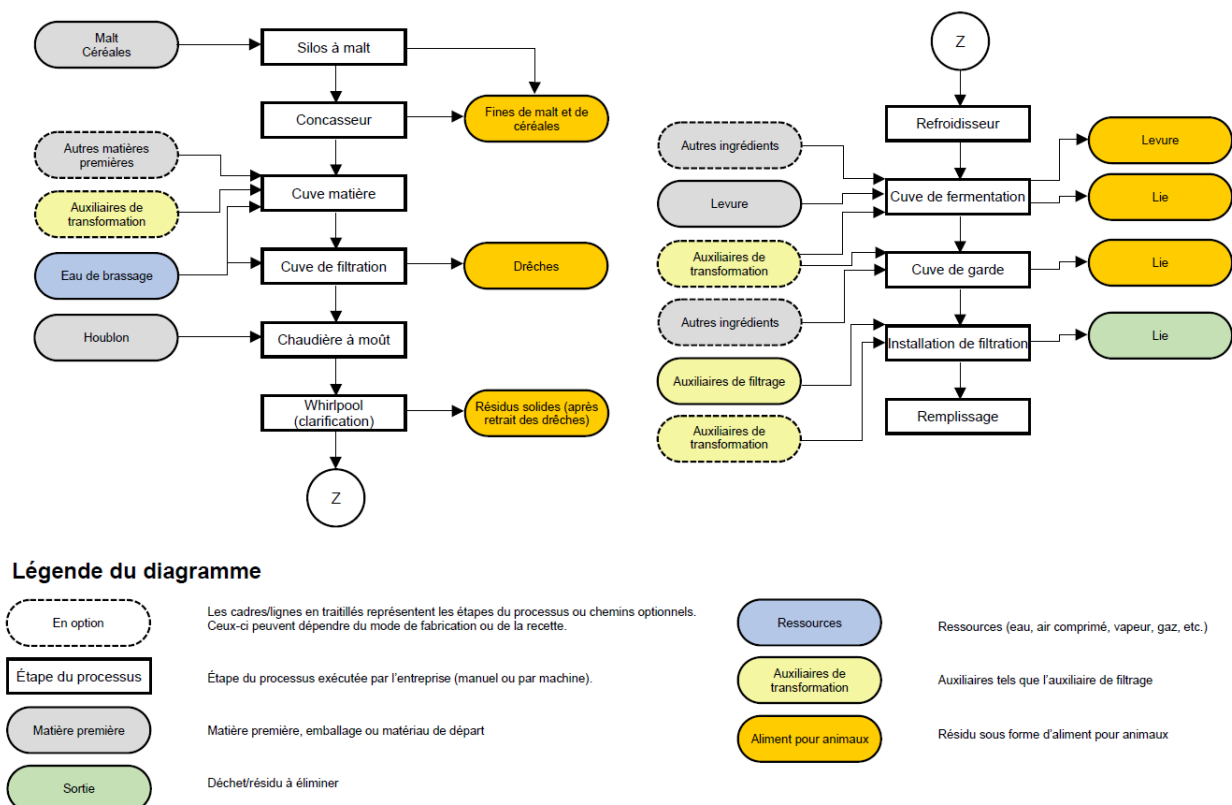 Malt
Céréales
Silos à malt
Concasseur
Fines de malt et de
céréales
Autres matières
premières
Cuve matière
Auxiliaires de
transformation
Eau de brassage
Cuve de filtration
Drêches
Houblon
Chaudière à moût
Whirlpool
(clarification)
Résidus solides (après
retrait des drêches)
Z
Z
Refroidisseur
Autres ingrédients
Levure
Cuve de fermentation
Levure
Lie
Auxiliaires de
transformation
Cuve de garde
Lie
Autres ingrédients
Installation de filtration
Lie
Auxiliaires de filtrage
Remplissage
Auxiliaires de
transformation
Légende du diagramme
En option
Les cadres/lignes en traitillés représentent les étapes du processus ou chemins optionnels.
Ceux-ci peuvent dépendre du mode de fabrication ou de la recette.
Étape du processus
Étape du processus exécutée par l'entreprise (manuel ou par machine).
Matière première
Matière première, emballage ou matériau de départ
Sortie
Déchet/résidu à éliminer
Ressources
Ressources (eau, air comprimé, vapeur, gaz, etc.)
Auxiliaires de
transformation
Auxiliaires tels que l'auxiliaire de filtrage
Aliment pour animaux
Résidu sous forme d'aliment pour animaux